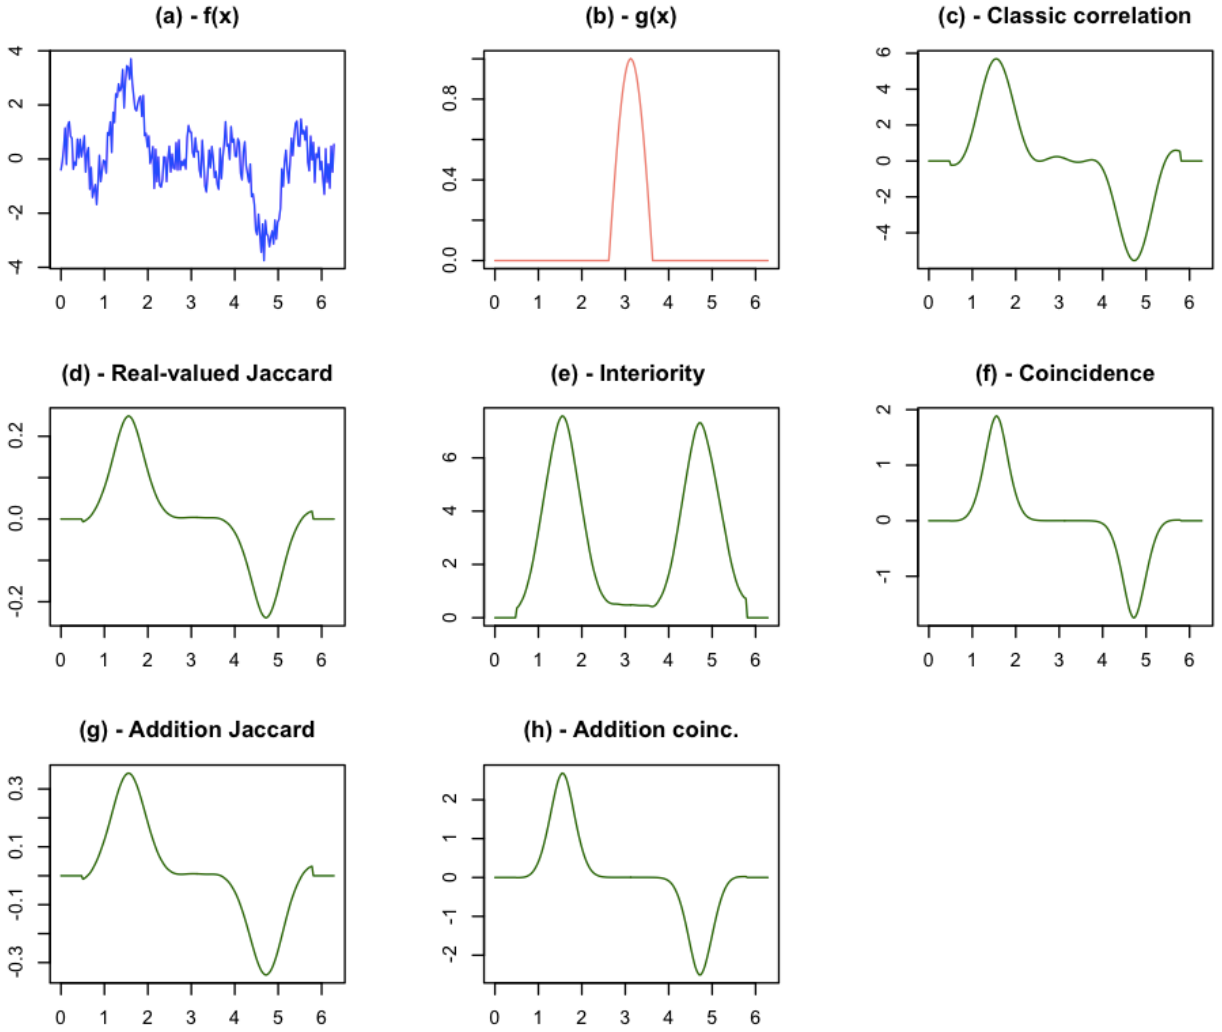 (a) - f(x)
(b) - g(x)
(c) - Classic correlation
4
2
0
-2
-4
0 1 2 3 4 5 6
0.8
0.4
0.0
0 1 2 3 4 5 6
6
4
2
0
-2
-4
0 1 2 3 4 5 6
(d) - Real-valued Jaccard
(e) - Interiority
(f) - Coincidence
0.2
0.0
-0.2
0 1 2 3 4 5 6
6
4
2
0
0 1 2 3 4 5 6
2
1
0
-1
0 1 2 3 4 5 6
(g) - Addition Jaccard
(h) - Addition coinc.
0.3
0.1
-0.1
-0.3
0 1 2 3 4 5 6
2
1
0
-1
-2
0 1 2 3 4 5 6